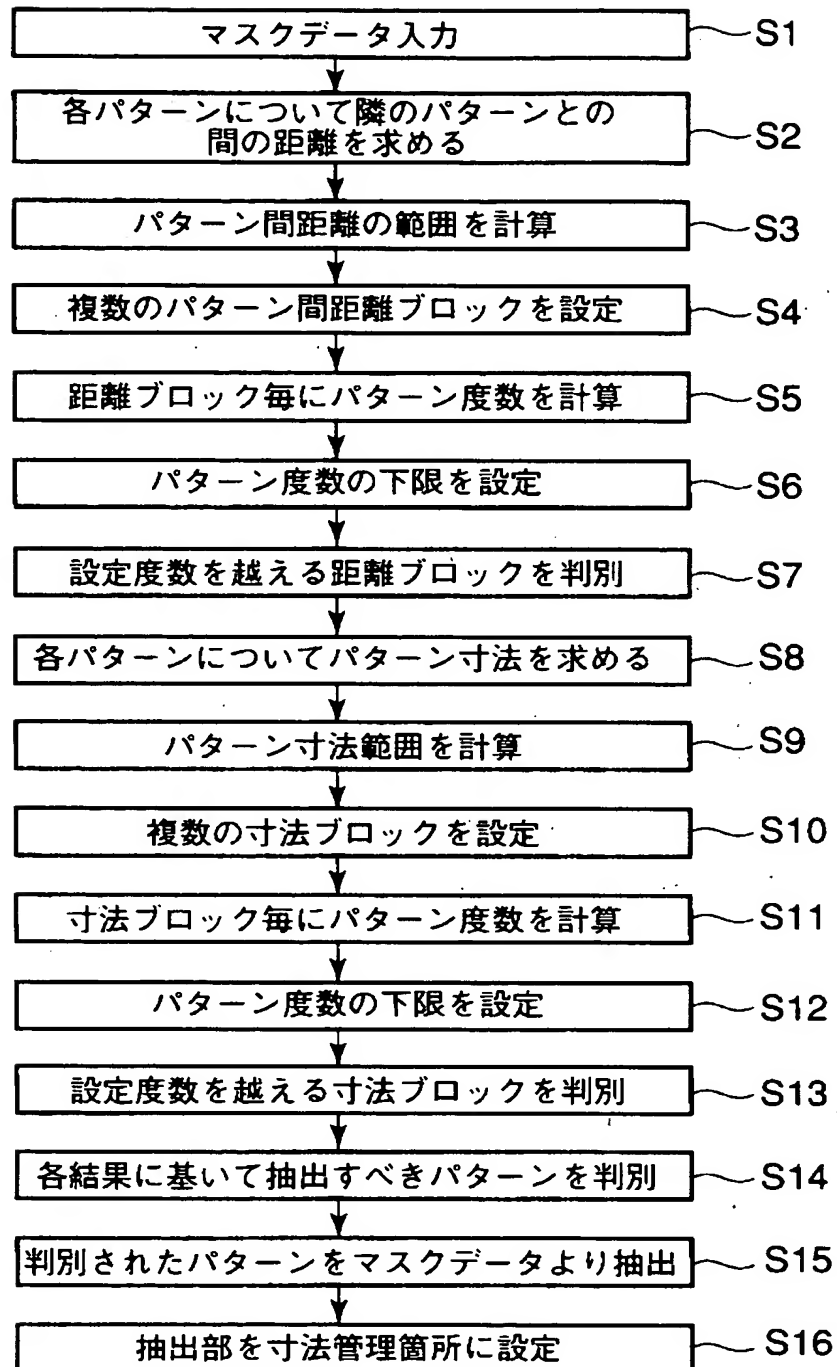 マスクデータ入力 S1
各パターンについて隣のパターンとの
間の距離を求める S2
パターン間距離の範囲を計算 S3
複数のパターン間距離ブロックを設定 S4
距離ブロック毎にパターン度数を計算 S5
パターン度数の下限を設定 S6
設定度数を越える距離ブロックを判別 S7
各パターンについてパターン寸法を求める S8
パターン寸法範囲を計算 S9
複数の寸法ブロックを設定 S10
寸法ブロック毎にパターン度数を計算 S11
パターン度数の下限を設定 S12
設定度数を越える寸法ブロックを判別 S13
各結果に基いて抽出すべきパターンを判別 S14
判別されたパターンをマスクデータより抽出 S15
抽出部を寸法管理箇所に設定 S16